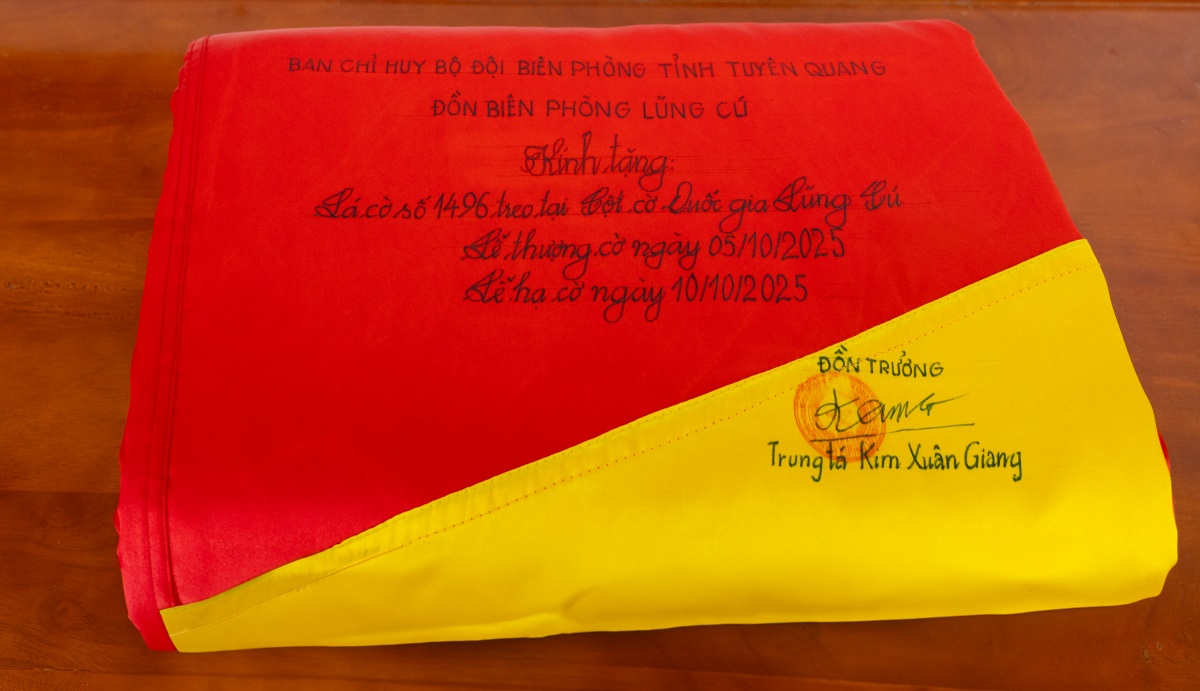 BAN CHỈ HUY BỘ ĐỘI BIÊN PHÒNG TỈNH TUYÊN QUANG
ĐỒN BIÊN PHÒNG LŨNG CÚ
Kính tặng:
Lá cờ số 1496 treo tại Cột cờ Quốc gia Lũng Cú
Lễ thượng cờ ngày 05/10/2025
Lễ hạ cờ ngày 10/10/2025
ĐỒN TRƯỞNG
Trung tá Kim Xuân Giang